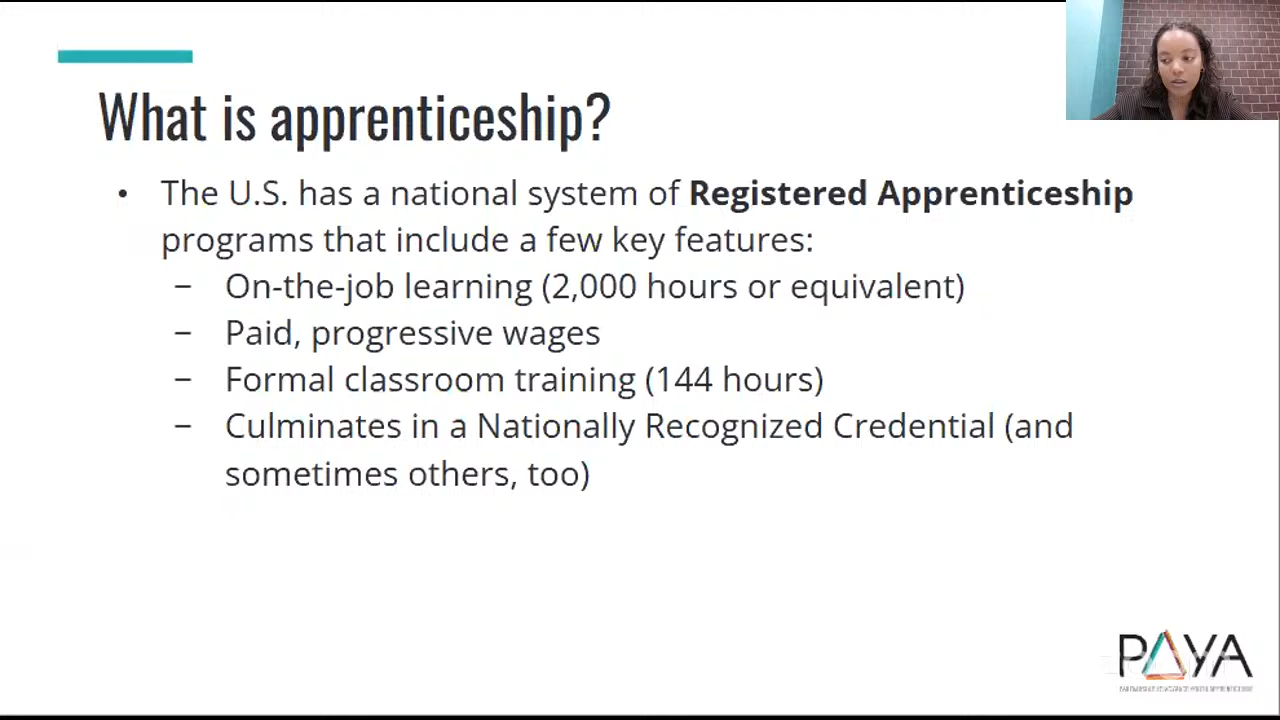 What is apprenticeship?
• The U.S. has a national system of Registered Apprenticeship
programs that include a few key features:
− On-the-job learning (2,000 hours or equivalent)
− Paid, progressive wages
− Formal classroom training (144 hours)
− Culminates in a Nationally Recognized Credential (and
sometimes others, too)
PAYA